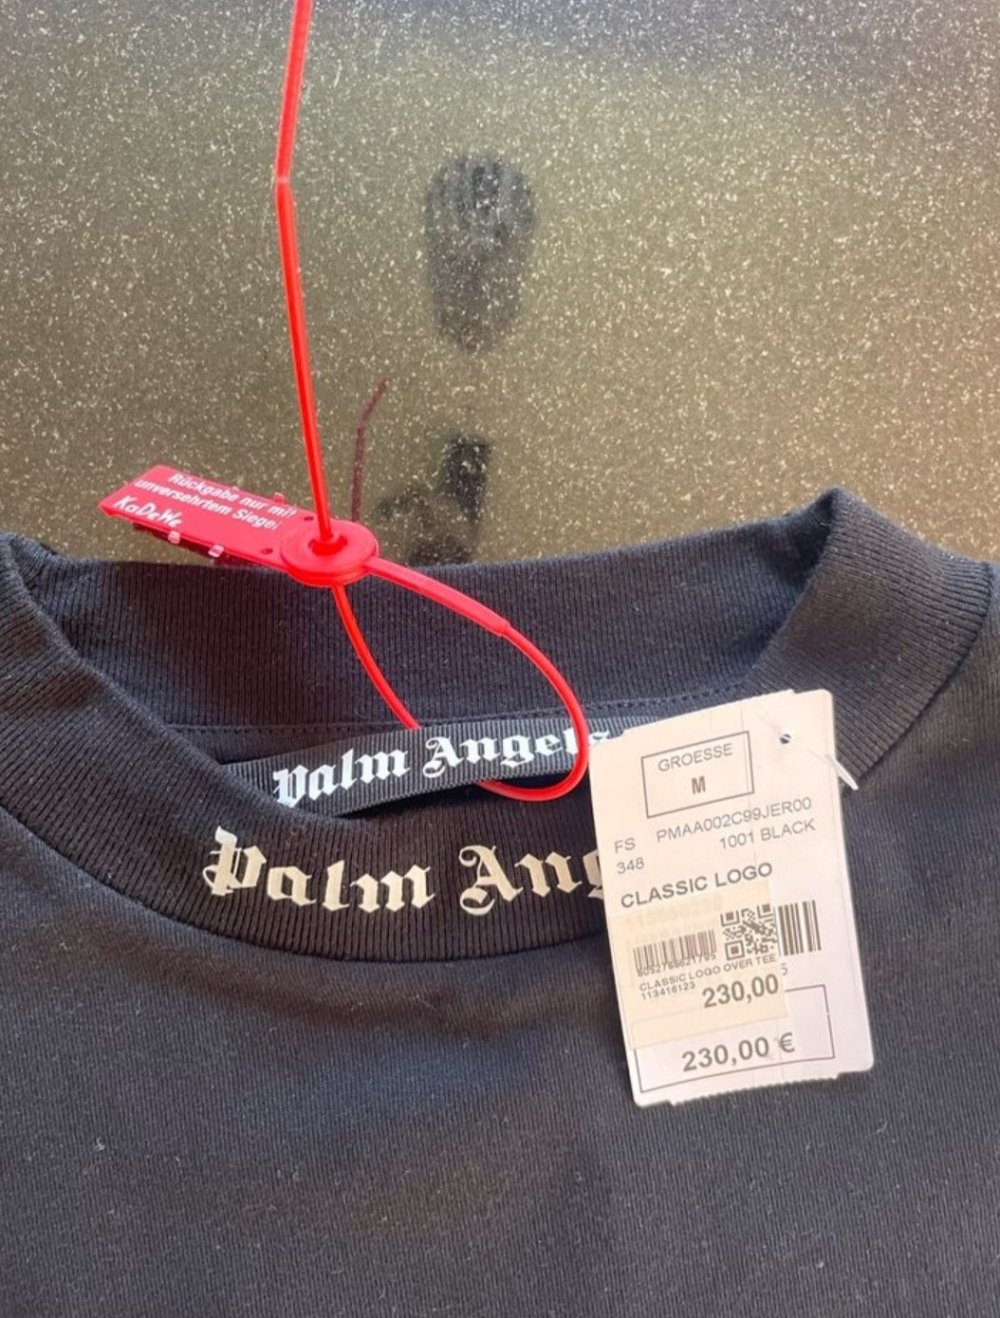 Rückgabe nur mit
unversehrtem Siegel
KaDeWe
Palm Angels
Palm Ang
GROESSE
M
FS PMAA002C99JER00
348 1001 BLACK
CLASSIC LOGO
CLASSIC LOGO OVER TEE
113416123
230,00
5
230,00 €